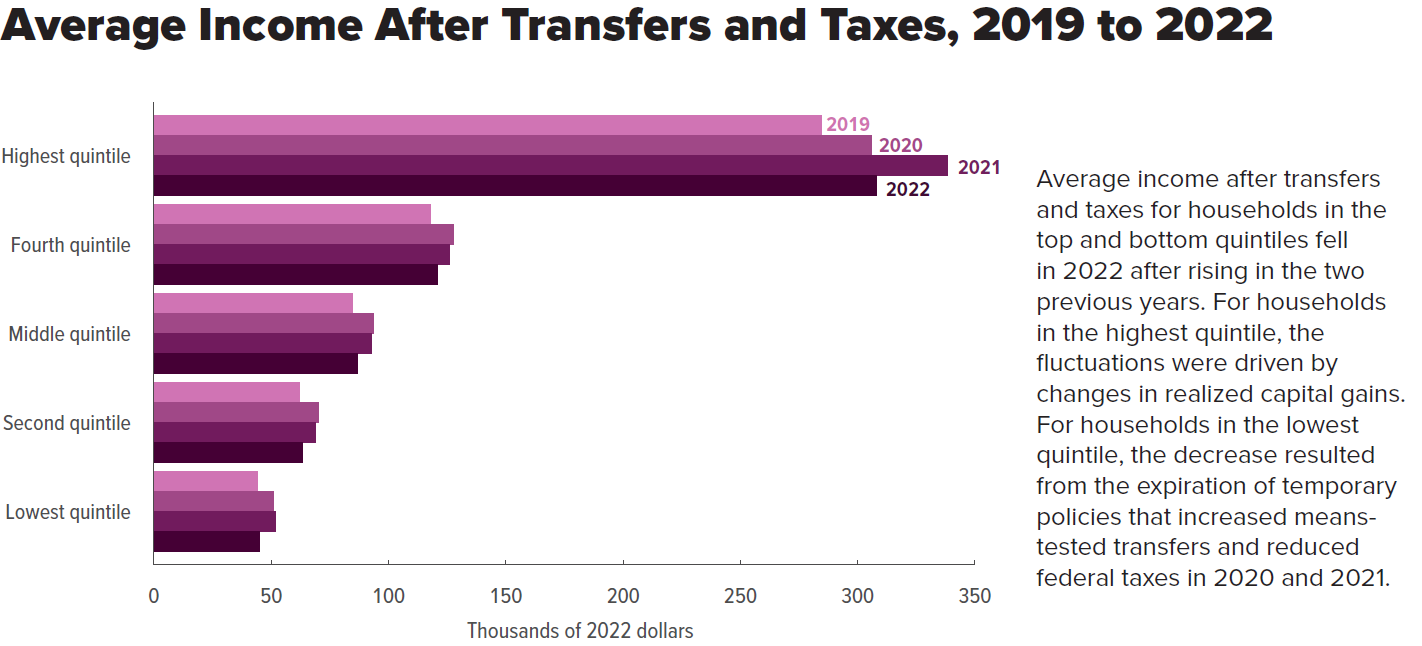 Average Income After Transfers and Taxes, 2019 to 2022
Highest quintile
2019
2020
2021
2022
Fourth quintile
Middle quintile
Second quintile
Lowest quintile
0 50 100 150 200 250 300 350
Thousands of 2022 dollars
Average income after transfers
and taxes for households in the
top and bottom quintiles fell
in 2022 after rising in the two
previous years. For households
in the highest quintile, the
fluctuations were driven by
changes in realized capital gains.
For households in the lowest
quintile, the decrease resulted
from the expiration of temporary
policies that increased means-
tested transfers and reduced
federal taxes in 2020 and 2021.